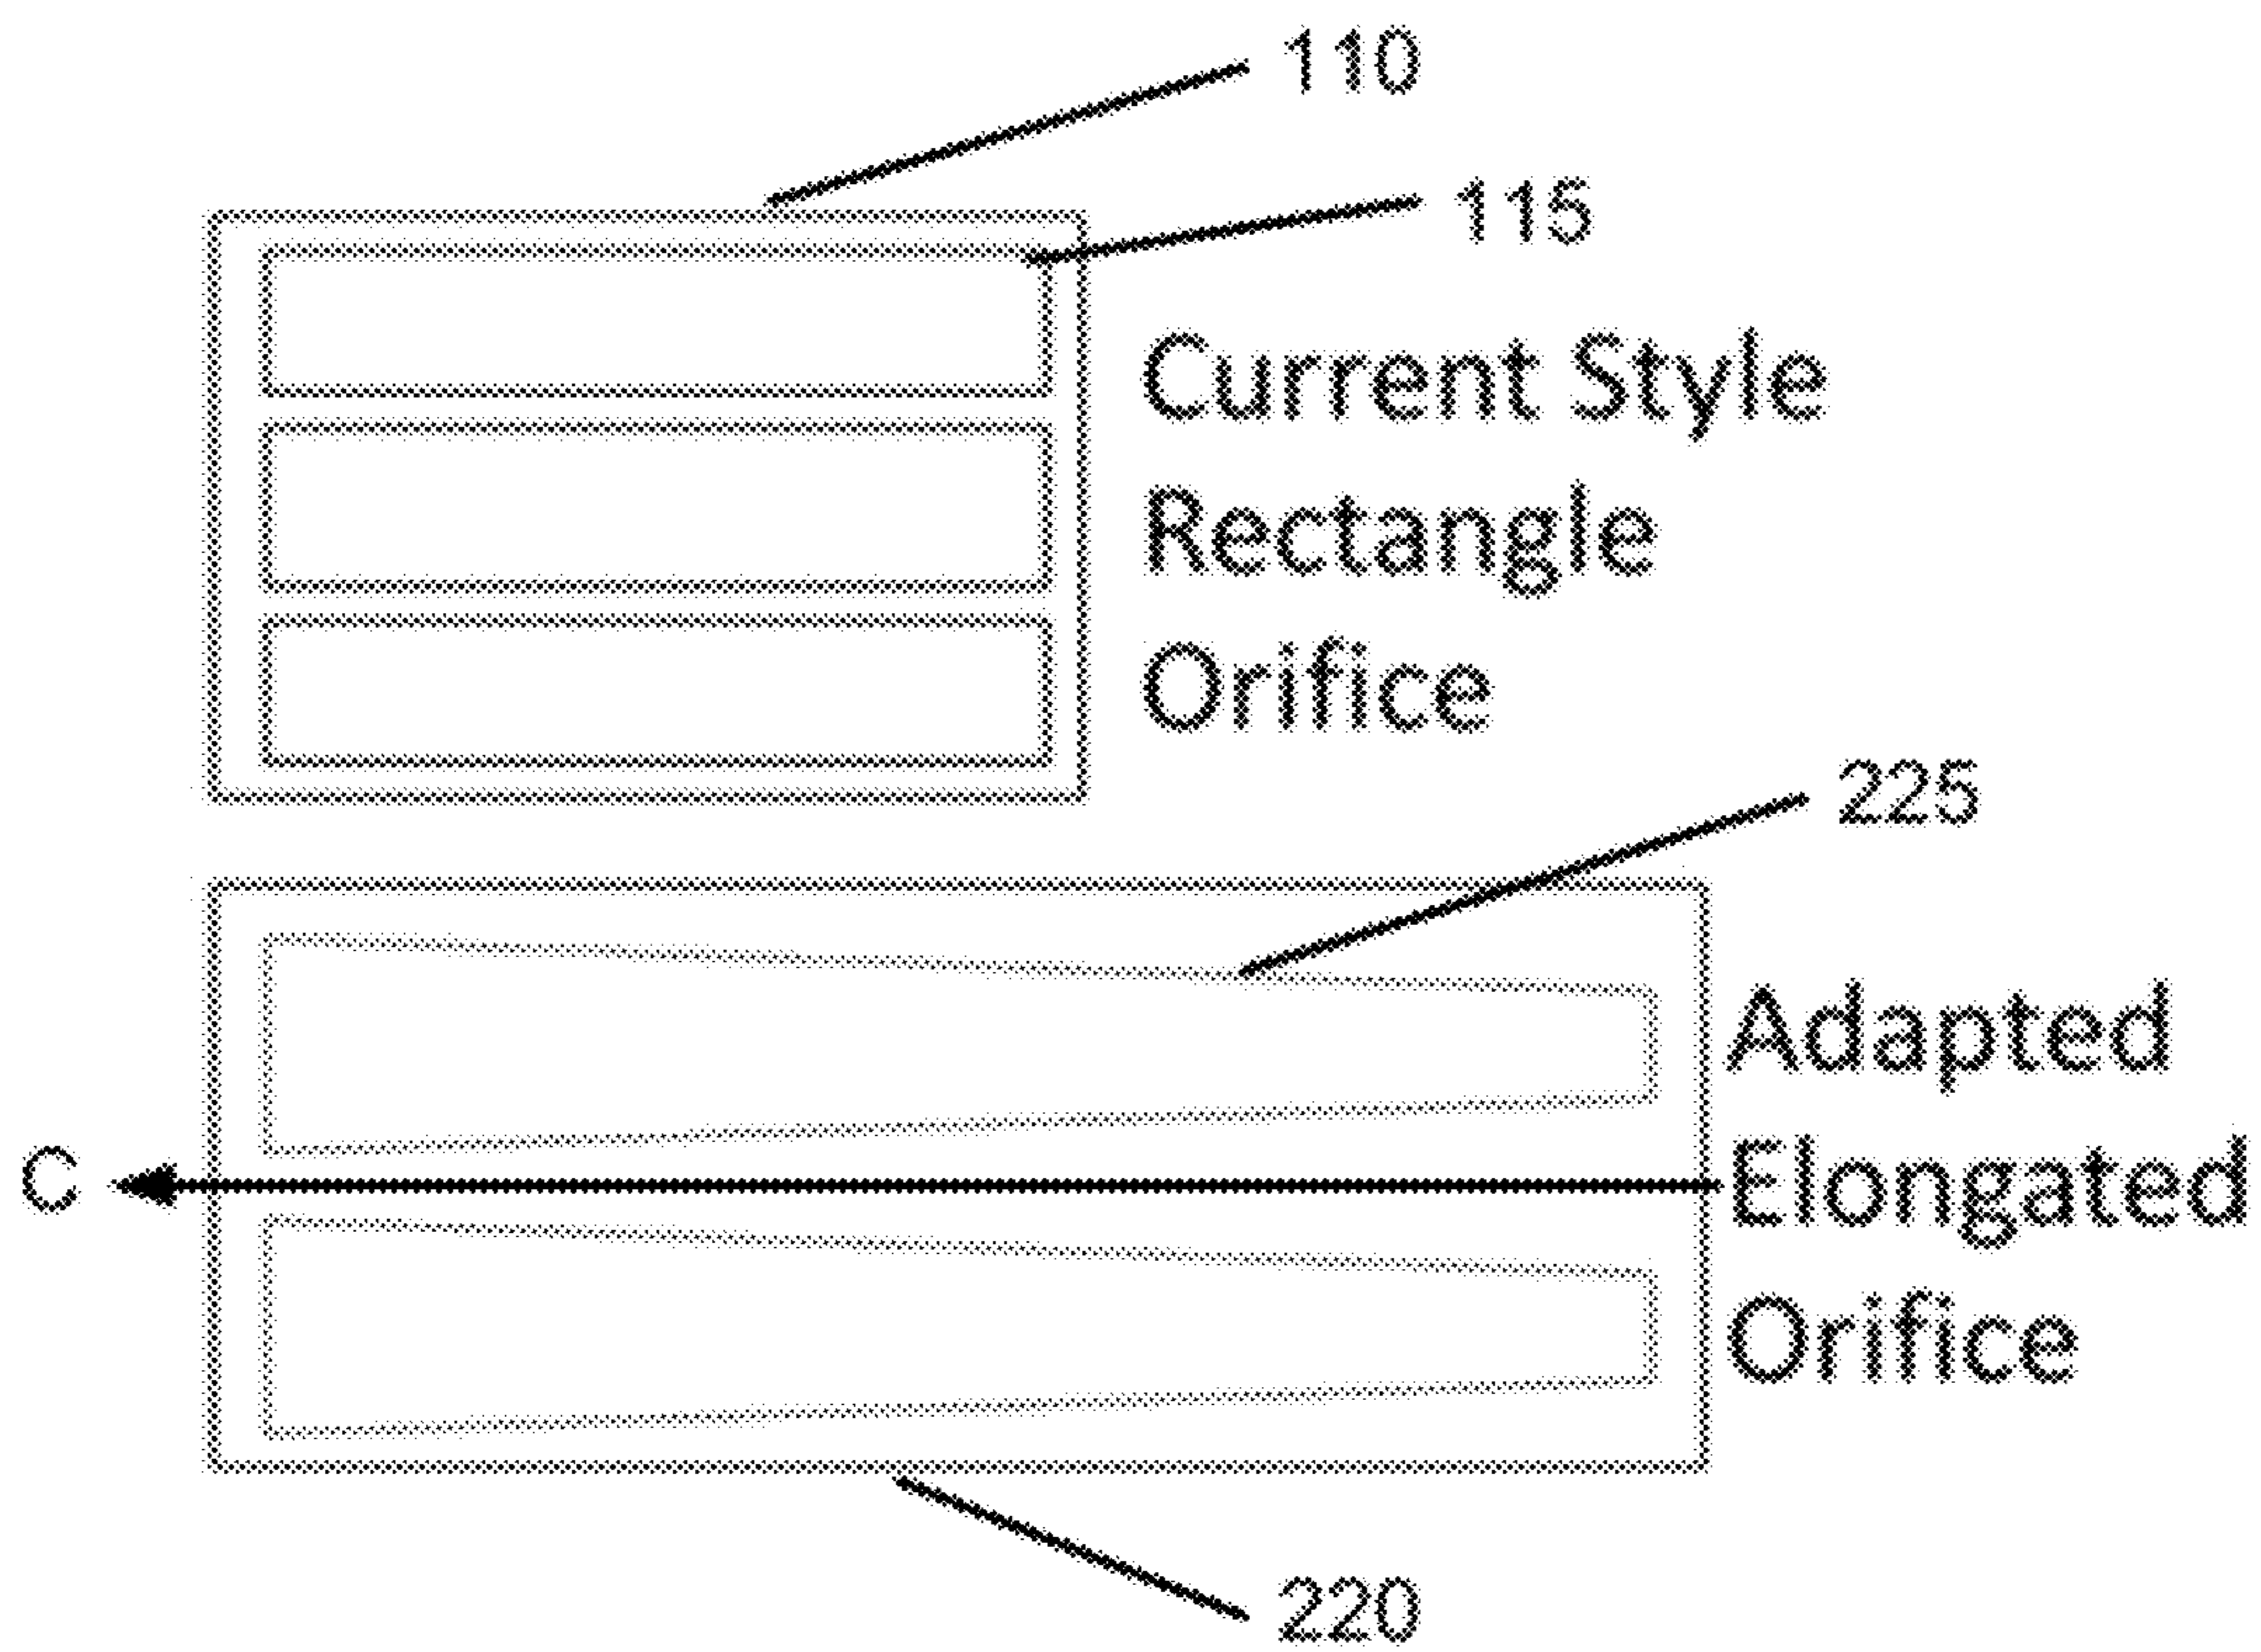 110
115
Current Style
Rectangle
Orifice
225
Adapted
C
Elongated
Orifice
220